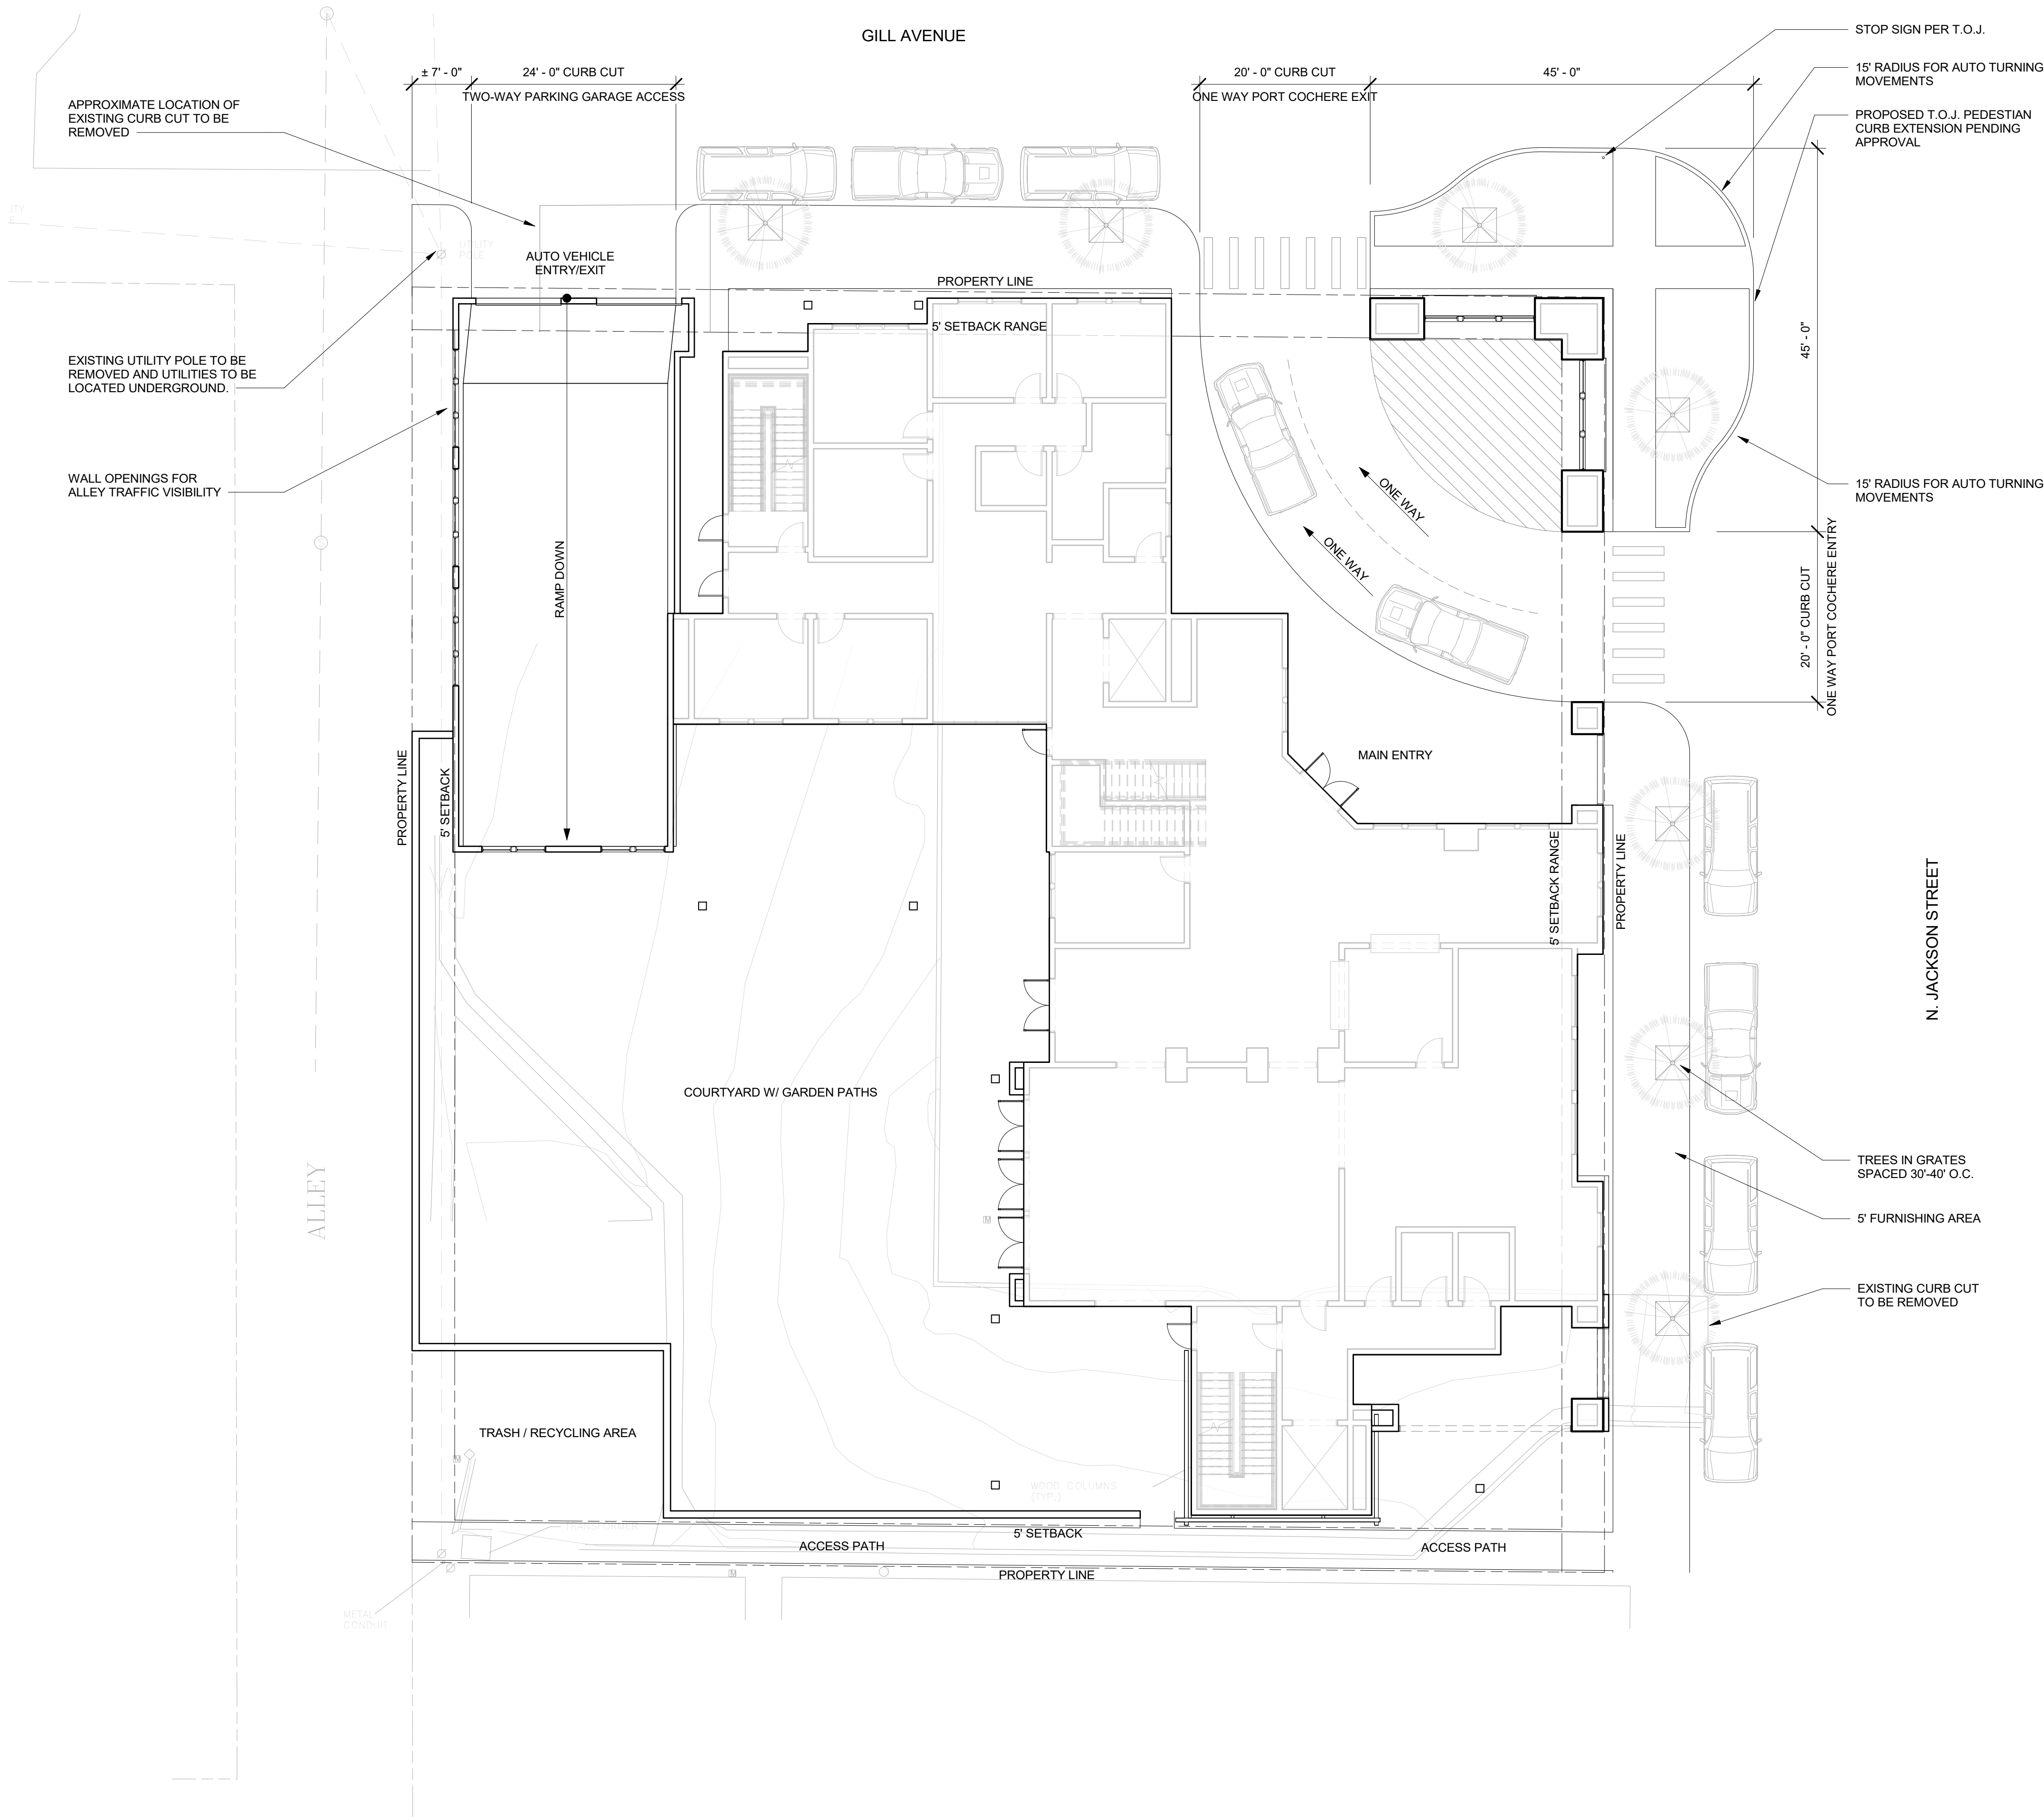 GILL AVENUE
STOP SIGN PER T.O.J.
15' RADIUS FOR AUTO TURNING
MOVEMENTS
PROPOSED T.O.J. PEDESTIAN
CURB EXTENSION PENDING
APPROVAL
± 7' - 0"
24' - 0" CURB CUT
TWO-WAY PARKING GARAGE ACCESS
20' - 0" CURB CUT
ONE WAY PORT COCHERE EXIT
45' - 0"
APPROXIMATE LOCATION OF
EXISTING CURB CUT TO BE
REMOVED
UTILITY
POLE
AUTO VEHICLE
ENTRY/EXIT
PROPERTY LINE
5' SETBACK RANGE
45' - 0"
EXISTING UTILITY POLE TO BE
REMOVED AND UTILITIES TO BE
LOCATED UNDERGROUND.
WALL OPENINGS FOR
ALLEY TRAFFIC VISIBILITY
15' RADIUS FOR AUTO TURNING
MOVEMENTS
ONE WAY
ONE WAY
RAMP DOWN
20' - 0" CURB CUT
ONE WAY PORT COCHERE ENTRY
MAIN ENTRY
PROPERTY LINE
5' SETBACK
5' SETBACK RANGE
PROPERTY LINE
N. JACKSON STREET
COURTYARD W/ GARDEN PATHS
ALLEY
TREES IN GRATES
SPACED 30'-40' O.C.
5' FURNISHING AREA
M
EXISTING CURB CUT
TO BE REMOVED
TRASH / RECYCLING AREA
WOOD COLUMNS
(TYP.)
5' SETBACK
ACCESS PATH
ACCESS PATH
PROPERTY LINE
M
METAL
CONDUIT